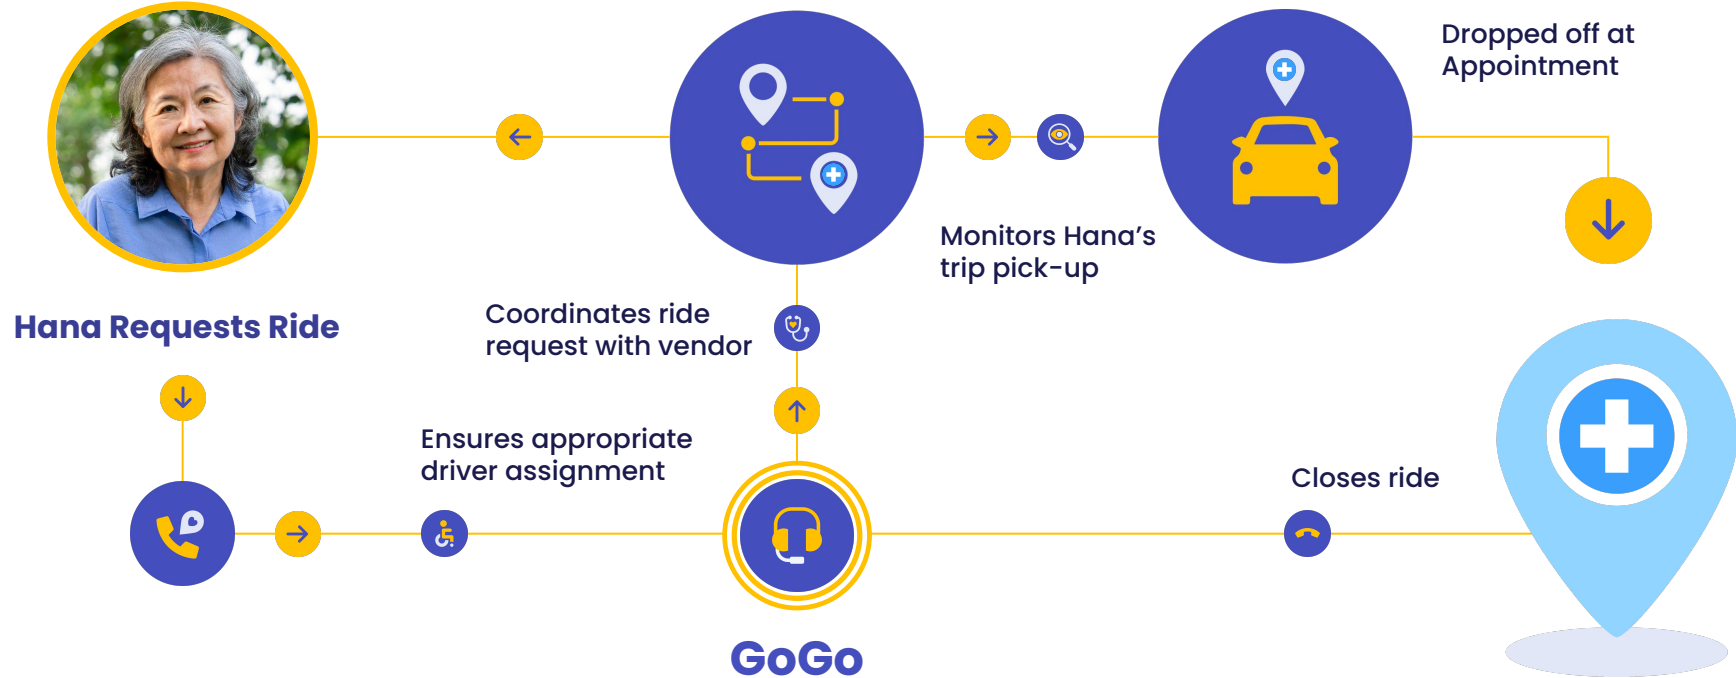 Dropped off at
Appointment
Monitors Hana’s
trip pick-up
Hana Requests Ride
Coordinates ride
request with vendor
Ensures appropriate
driver assignment
Closes ride
GoGo